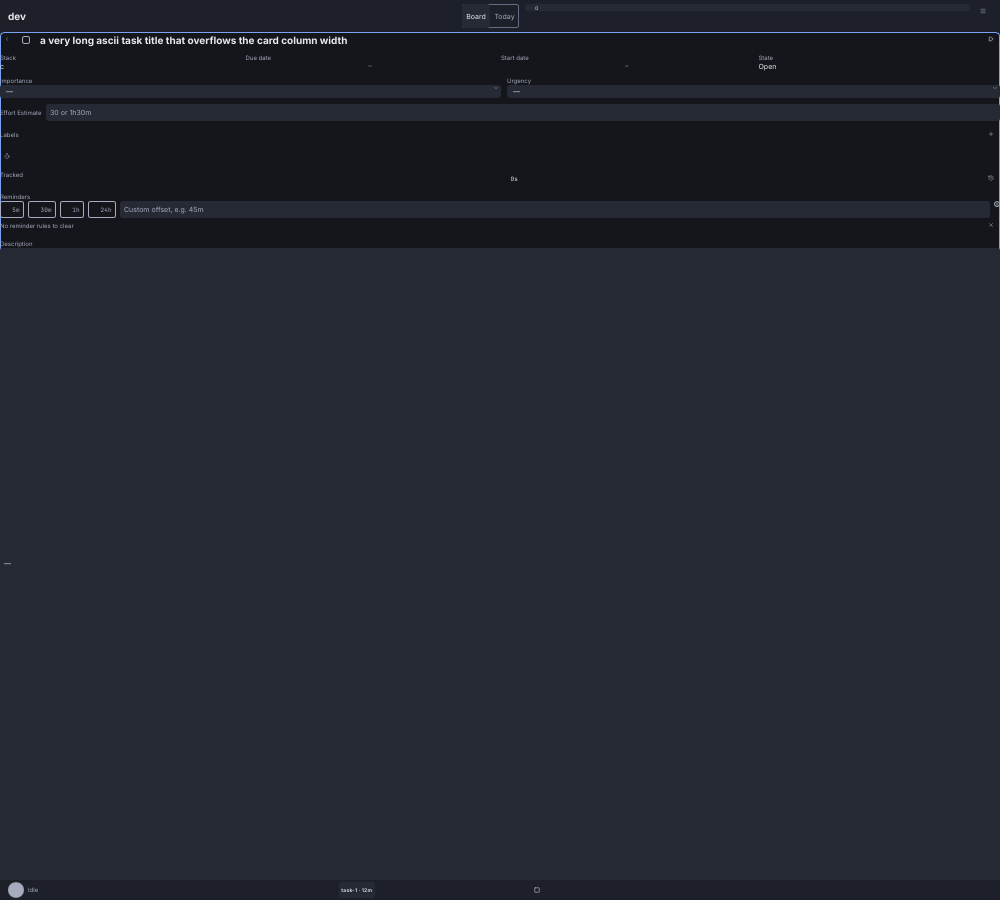 dev
Board Today
a very long ascii task title that overflows the card column width
Stack Due date Start date State
c – – Open
Importance Urgency
— —
Effort Estimate 30 or 1h30m
Labels +
Tracked
0s
Reminders
5m 30m 1h 24h Custom offset, e.g. 45m
No reminder rules to clear
Description
—
Idle task-1 · 12m